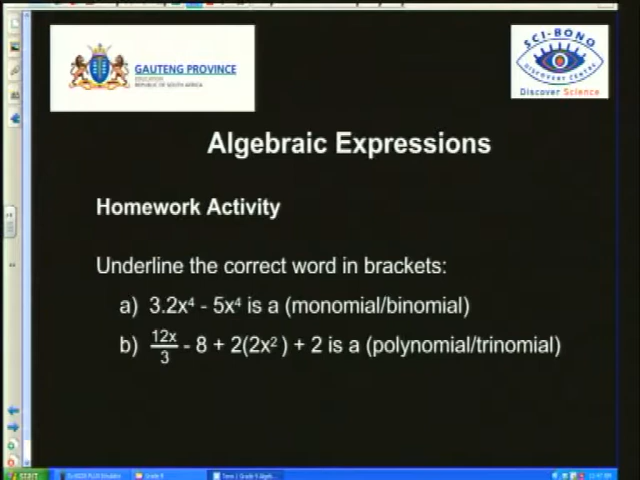 SCI-BONO
DISCOVERY CENTRE
Discover Science
GAUTENG PROVINCE
EDUCATION
REPUBLIC OF SOUTH AFRICA
Algebraic Expressions
Homework Activity
Underline the correct word in brackets:
a) 3.2x⁴ - 5x⁴ is a (monomial/binomial)
b) 12x/3 - 8 + 2(2x² ) + 2 is a (polynomial/trinomial)
start